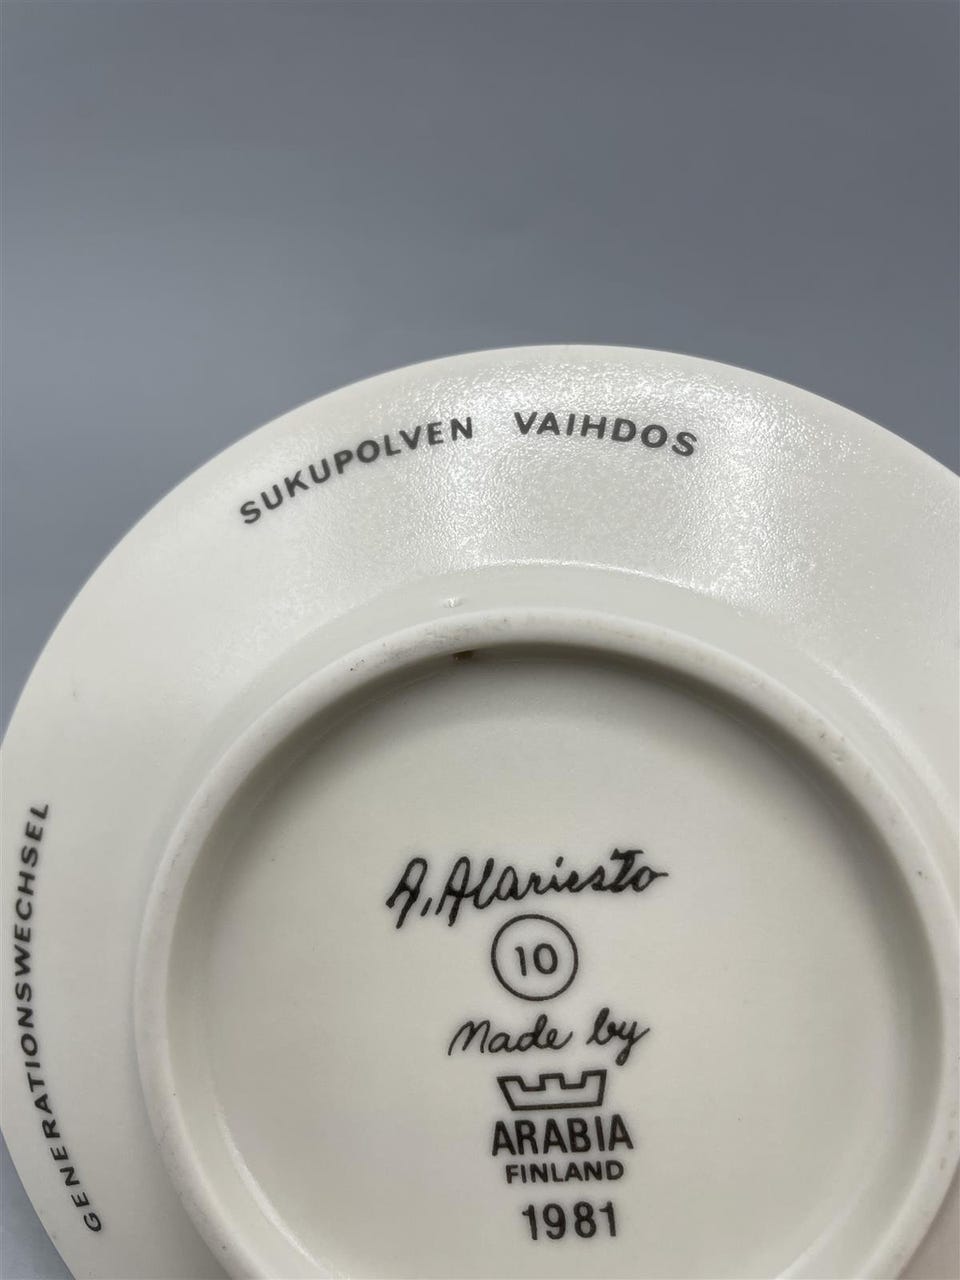 SUKUPOLVEN VAIHDOS
GENERATIONSWECHSEL
A. Alariesto
10
Made by
ARABIA
FINLAND
1981